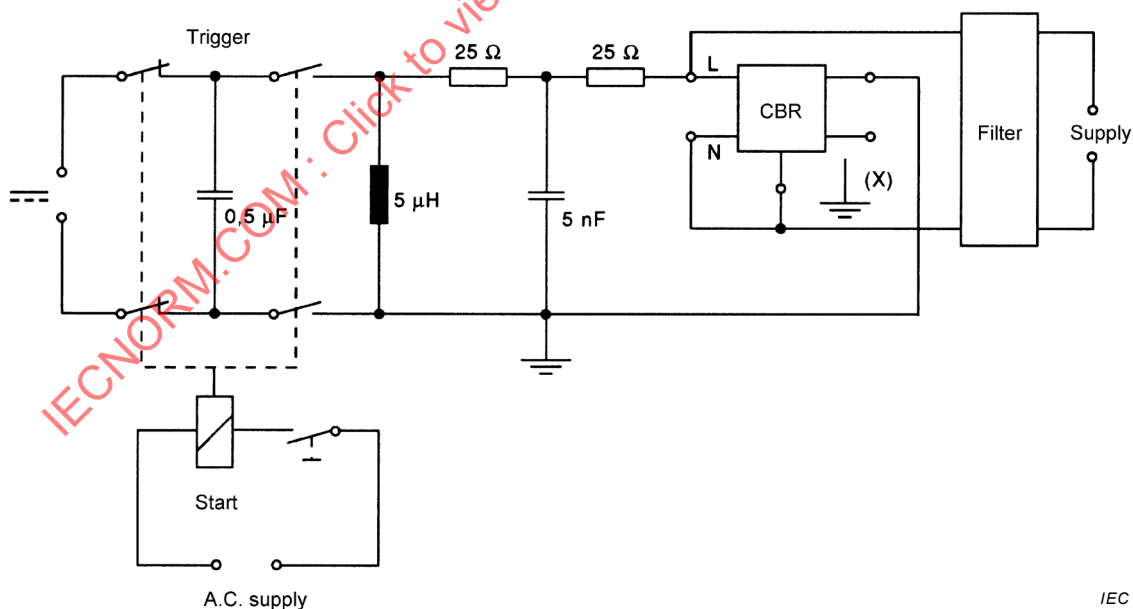 Trigger
25 Ω
25 Ω
L
CBR
N
(X)
Filter
Supply
0,5 μF
5 μH
5 nF
Start
A.C. supply
IECNORM.COM : Click to vie
IEC